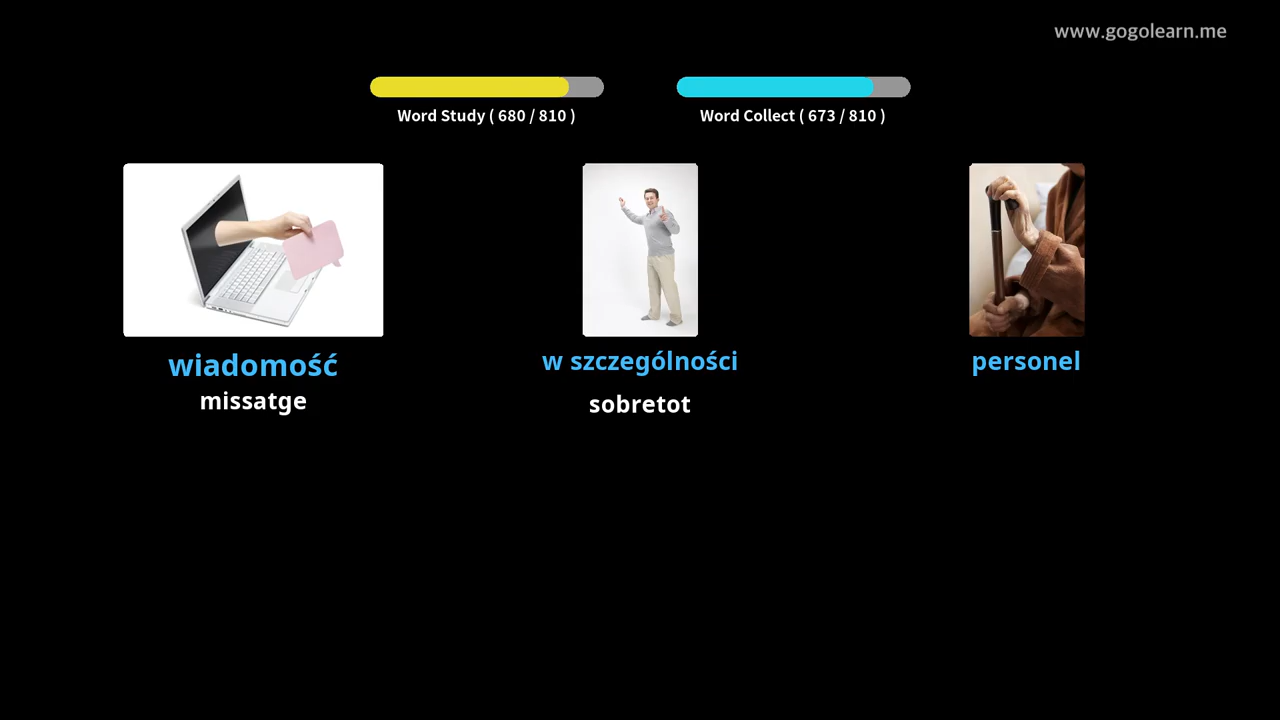 www.gogolearn.me
Word Study ( 680 / 810 )
Word Collect ( 673 / 810 )
wiadomość
missatge
w szczególności
sobretot
personel